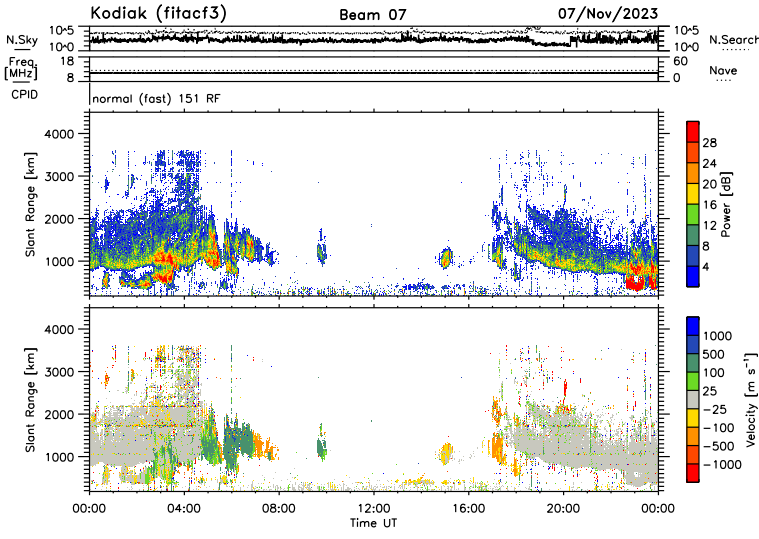 Kodiak (fitacf3) Beam 07 07/Nov/2023
N.Sky 10^5 10^0 10^5 10^0 N.Search
Freq. [MHz] 18 8 60 0 Nave
CPID normal (fast) 151 RF
Slant Range [km] 4000 3000 2000 1000
Power [dB] 28 24 20 16 12 8 4
Slant Range [km] 4000 3000 2000 1000
Velocity [m s⁻¹] 1000 500 100 25 −25 −100 −500 −1000
00:00 04:00 08:00 12:00 16:00 20:00 00:00
Time UT